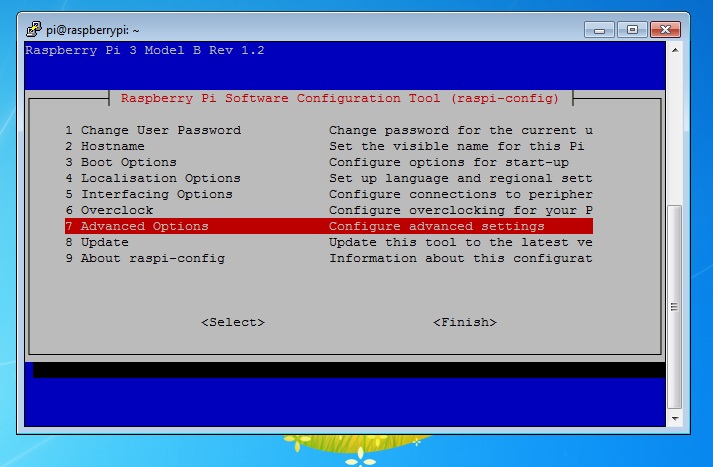 pi@raspberrypi: ~
Raspberry Pi 3 Model B Rev 1.2
Raspberry Pi Software Configuration Tool (raspi-config)
1 Change User Password Change password for the current u
2 Hostname Set the visible name for this Pi
3 Boot Options Configure options for start-up
4 Localisation Options Set up language and regional sett
5 Interfacing Options Configure connections to peripher
6 Overclock Configure overclocking for your P
7 Advanced Options Configure advanced settings
8 Update Update this tool to the latest ve
9 About raspi-config Information about this configurat
<Select> <Finish>